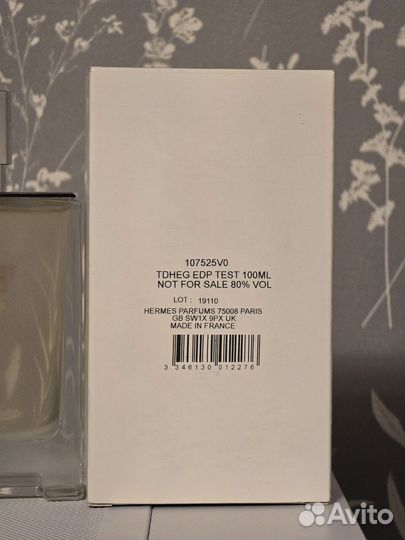 107525V0
TDHEG EDP TEST 100ML
NOT FOR SALE 80% VOL
LOT : 19110
HERMES PARFUMS 75008 PARIS
GB SW1X 9PX UK
MADE IN FRANCE
3 346130 012276
Avito